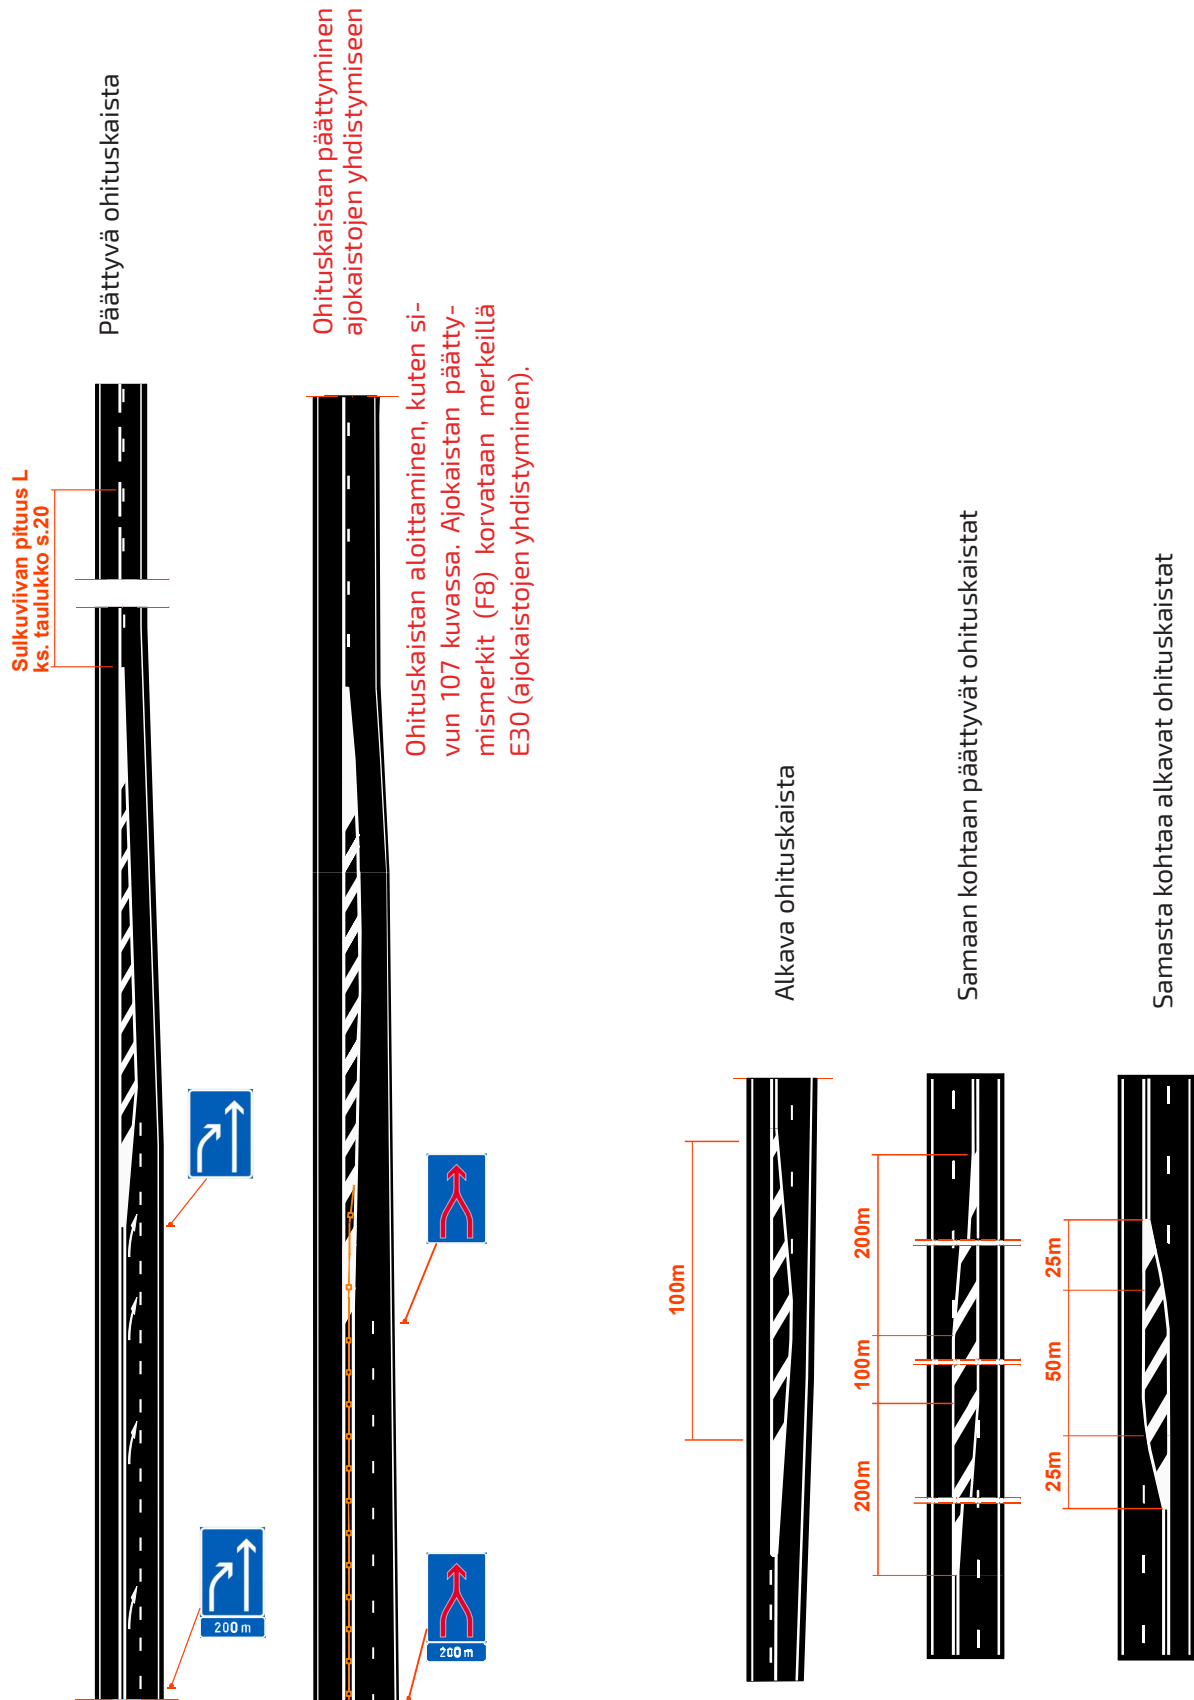 Päättyvä ohituskaista
Sulkuviivan pituus L
ks. taulukko s.20
200 m
Ohituskaistan päättyminen
ajokaistojen yhdistymiseen
Ohituskaistan aloittaminen, kuten si-
vun 107 kuvassa. Ajokaistan päätty-
mismerkit (F8) korvataan merkeillä
E30 (ajokaistojen yhdistyminen).
200 m
Alkava ohituskaista
100m
Samaan kohtaan päättyvät ohituskaistat
200m
100m
200m
Samasta kohtaa alkavat ohituskaistat
25m
50m
25m